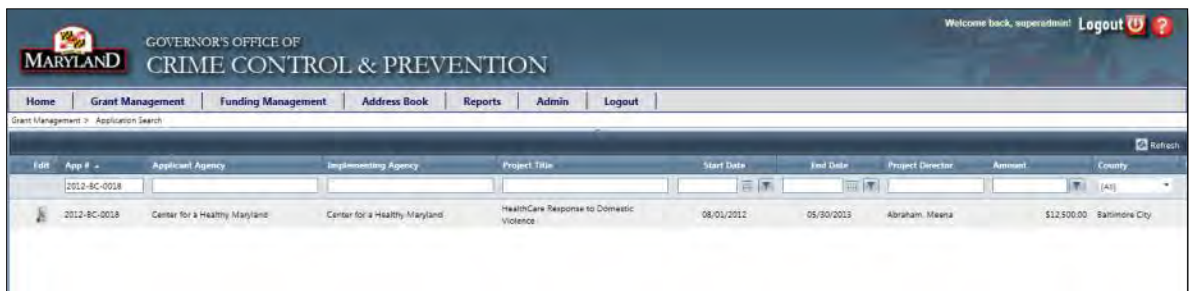 Welcome back, superadmin! Logout
MARYLAND
GOVERNOR'S OFFICE OF
CRIME CONTROL & PREVENTION
Home | Grant Management | Funding Management | Address Book | Reports | Admin | Logout |
Grant Management > Application Search
Refresh
Edit App # Applicant Agency Implementing Agency Project Title Start Date End Date Project Director Amount County
2012-BC-0018 [All]
2012-BC-0018 Center for a Healthy Maryland Center for a Healthy Maryland HealthCare Response to Domestic Violence 08/01/2012 05/30/2013 Abraham, Meena $12,500.00 Baltimore City